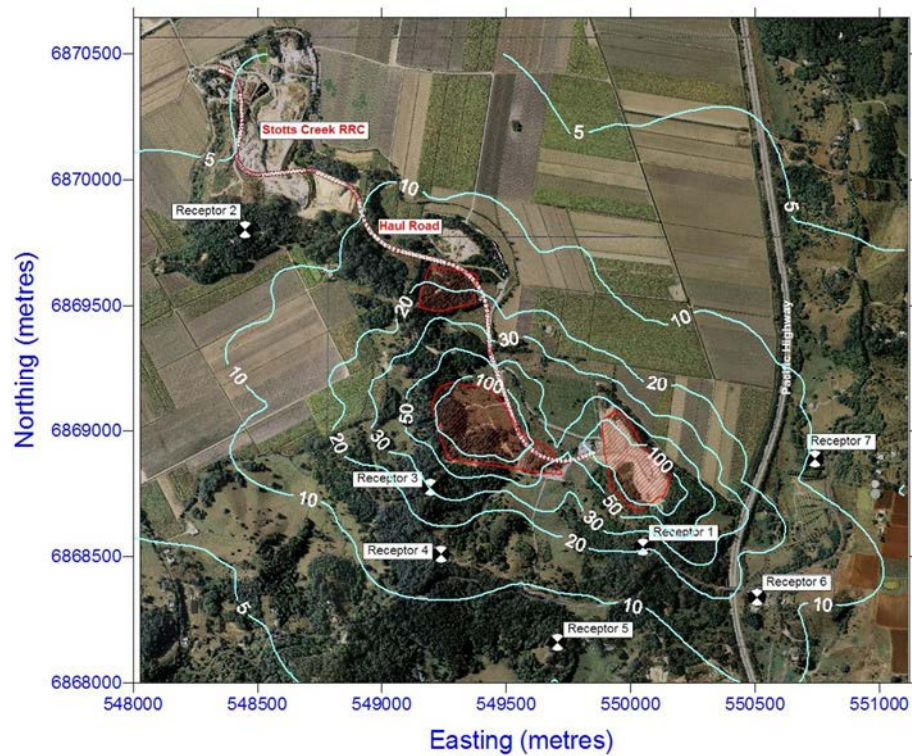 6870500
6870000
6869500
6869000
6868500
6868000
Northing (metres)
548000 548500 549000 549500 550000 550500 551000
Easting (metres)
5
Stotts Creek RRC
5
5
10
Receptor 2
Haul Road
Pacific Highway
20
10
30
10
20
100
50
20
30
100
Receptor 7
Receptor 3
10
50
30
Receptor 1
20
Receptor 4
Receptor 6
10
10
5
Receptor 5